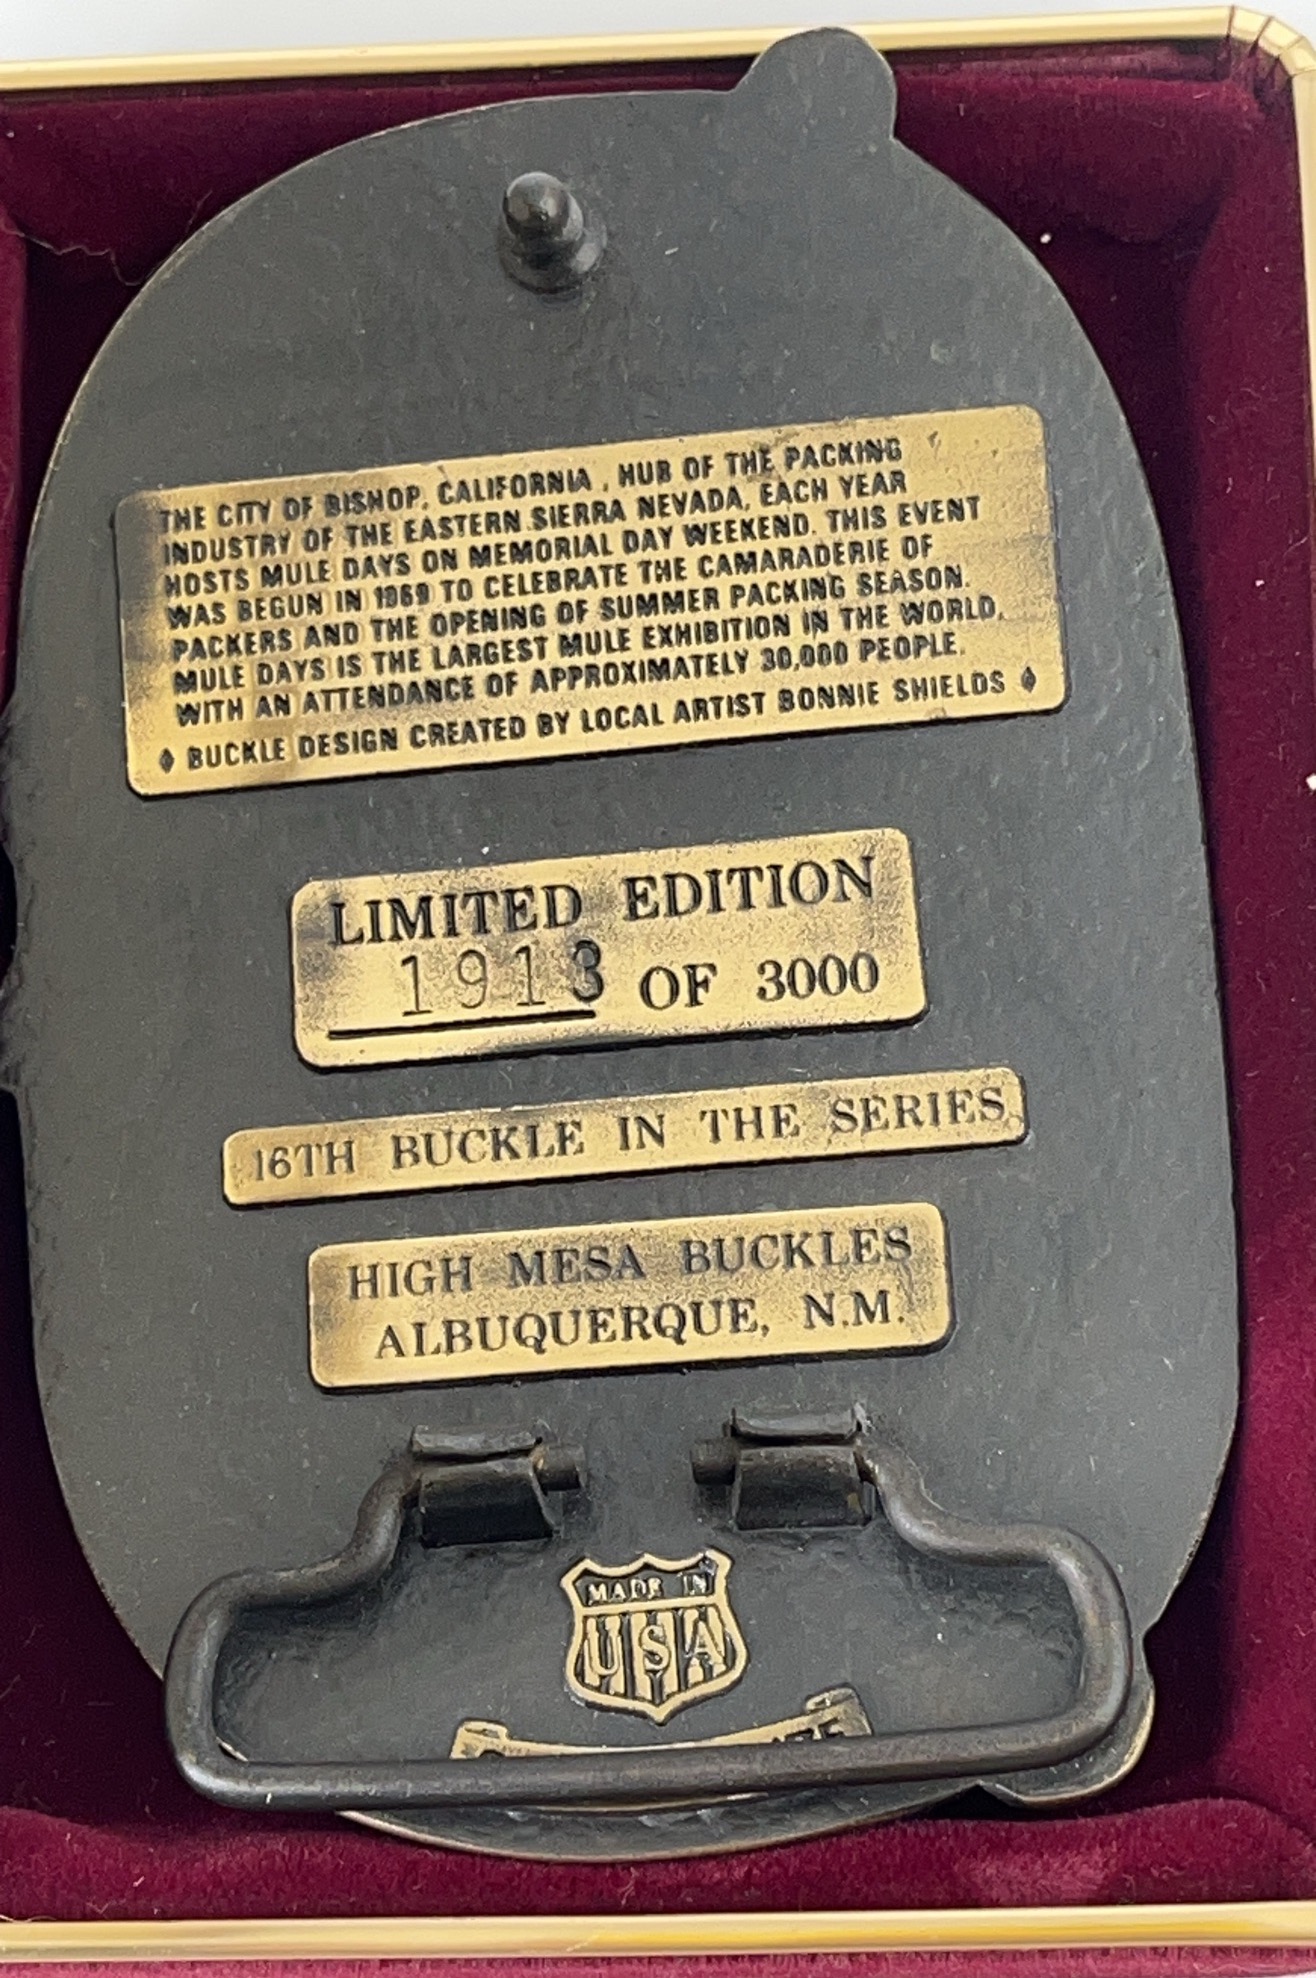 THE CITY OF BISHOP, CALIFORNIA , HUB OF THE PACKING
INDUSTRY OF THE EASTERN SIERRA NEVADA, EACH YEAR
HOSTS MULE DAYS ON MEMORIAL DAY WEEKEND. THIS EVENT
WAS BEGUN IN 1969 TO CELEBRATE THE CAMARADERIE OF
PACKERS AND THE OPENING OF SUMMER PACKING SEASON.
MULE DAYS IS THE LARGEST MULE EXHIBITION IN THE WORLD,
WITH AN ATTENDANCE OF APPROXIMATELY 30,000 PEOPLE.
♦ BUCKLE DESIGN CREATED BY LOCAL ARTIST BONNIE SHIELDS ♦
LIMITED EDITION
1913 OF 3000
16TH BUCKLE IN THE SERIES
HIGH MESA BUCKLES
ALBUQUERQUE, N.M.
MADE IN
USA